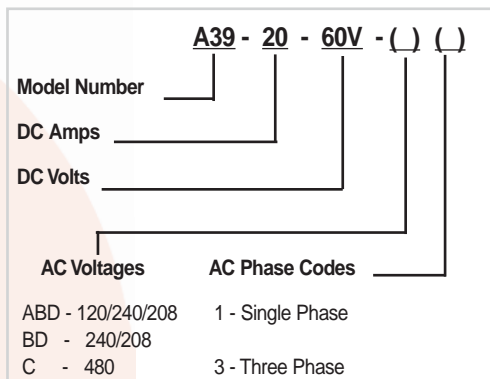 A39 - 20 - 60V - ( ) ( )
Model Number
DC Amps
DC Volts
AC Voltages AC Phase Codes
ABD - 120/240/208 1 - Single Phase
BD - 240/208
C - 480 3 - Three Phase